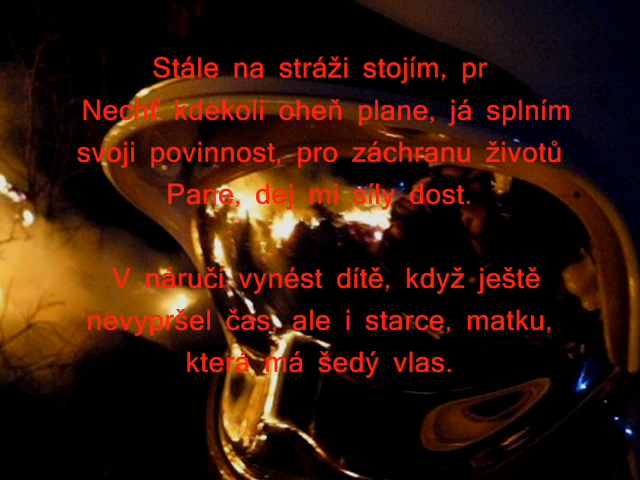 Stále na stráži stojím, pr
Nechť kdekoli oheň plane, já splním
svoji povinnost, pro záchranu životů
Pane, dej mi síly dost.
V náručí vynést dítě, když ještě
nevypršel čas, ale i starce, matku,
která má šedý vlas.